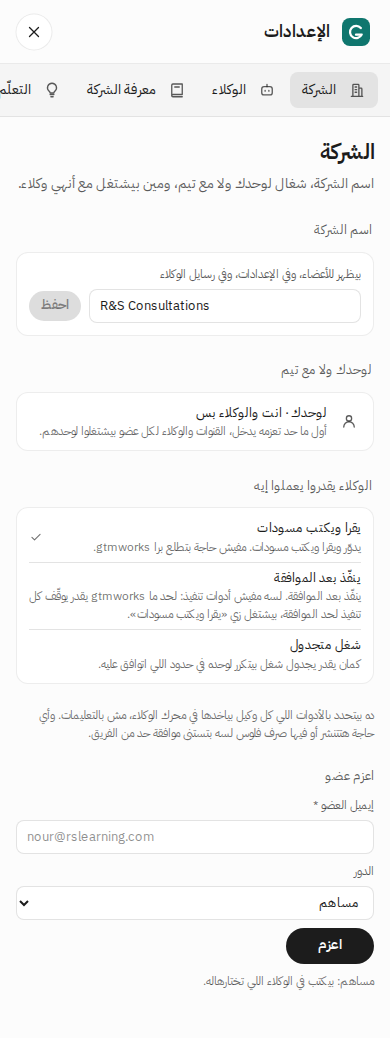 الإعدادات
الشركة
الوكلاء
معرفة الشركة
التعلّم
الشركة
اسم الشركة، شغال لوحدك ولا مع تيم، ومين بيشتغل مع أنهي وكلاء.
اسم الشركة
بيظهر للأعضاء، وفي الإعدادات، وفي رسايل الوكلاء
R&S Consultations
احفظ
لوحدك ولا مع تيم
لوحدك · انت والوكلاء بس
أول ما حد تعزمه يدخل، القنوات والوكلاء لكل عضو بيشتغلوا لوحدهم.
الوكلاء يقدروا يعملوا إيه
يقرا ويكتب مسودات
يدوّر ويقرا ويكتب مسودات. مفيش حاجة بتطلع برا gtmworks.
ينفّذ بعد الموافقة
ينفّذ بعد الموافقة. لسه مفيش أدوات تنفيذ: لحد ما gtmworks يقدر يوقّف كل
تنفيذ لحد الموافقة، بيشتغل زي «يقرا ويكتب مسودات».
شغل متجدول
كمان يقدر يجدول شغل بيتكرر لوحده في حدود اللي اتوافق عليه.
ده بيتحدد بالأدوات اللي كل وكيل بياخدها في محرك الوكلاء، مش بالتعليمات. وأي
حاجة هتتنشر أو فيها صرف فلوس لسه بتستنى موافقة حد من الفريق.
اعزم عضو
إيميل العضو *
nour@rslearning.com
الدور
مساهم
اعزم
مساهم: بيكتب في الوكلاء اللي تختارهاله.